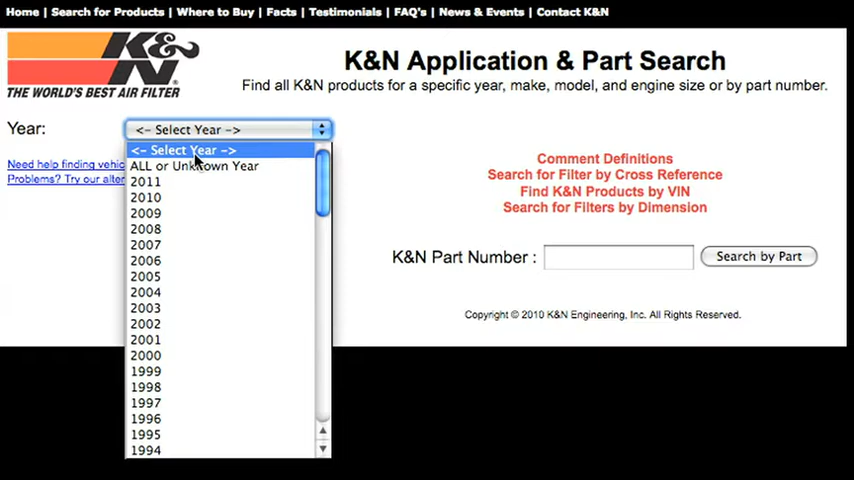 Home | Search for Products | Where to Buy | Facts | Testimonials | FAQ's | News & Events | Contact K&N
K&N
THE WORLD'S BEST AIR FILTER
K&N Application & Part Search
Find all K&N products for a specific year, make, model, and engine size or by part number.
Year:
<- Select Year ->
<- Select Year ->
ALL or Unknown Year
2011
2010
2009
2008
2007
2006
2005
2004
2003
2002
2001
2000
1999
1998
1997
1996
1995
1994
Need help finding
Problems? Try our
Comment Definitions
Search for Filter by Cross Reference
Find K&N Products by VIN
Search for Filters by Dimension
K&N Part Number :
Search by Part
Copyright © 2010 K&N Engineering, Inc. All Rights Reserved.